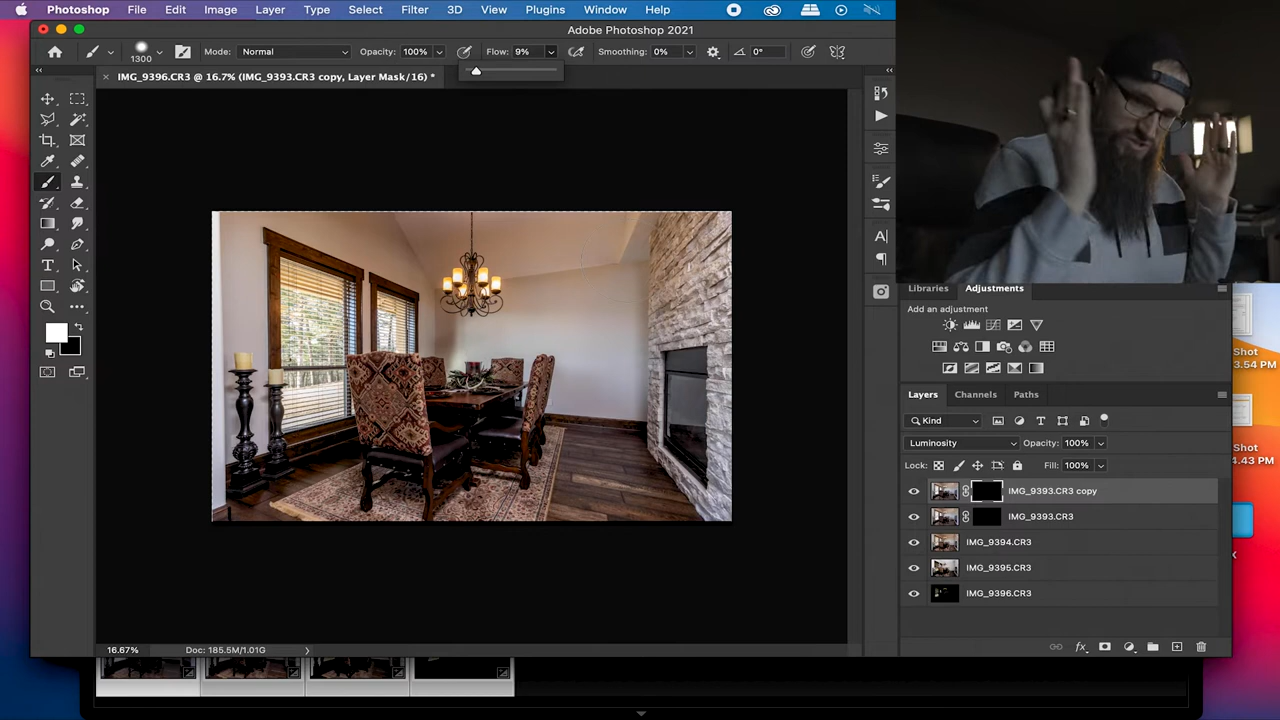 Photoshop File Edit Image Layer Type Select Filter 3D View Plugins Window Help
Adobe Photoshop 2021
1300 Mode: Normal Opacity: 100% Flow: 9% Smoothing: 0% 0°
IMG_9396.CR3 @ 16.7% (IMG_9393.CR3 copy, Layer Mask/16) *
Libraries Adjustments
Add an adjustment
Shot
3.54 PM
Layers Channels Paths
Kind
Luminosity Opacity: 100%
Shot
4.43 PM
Lock: Fill: 100%
IMG_9393.CR3 copy
IMG_9393.CR3
IMG_9394.CR3
IMG_9395.CR3
IMG_9396.CR3
16.67% Doc: 185.5M/1.01G